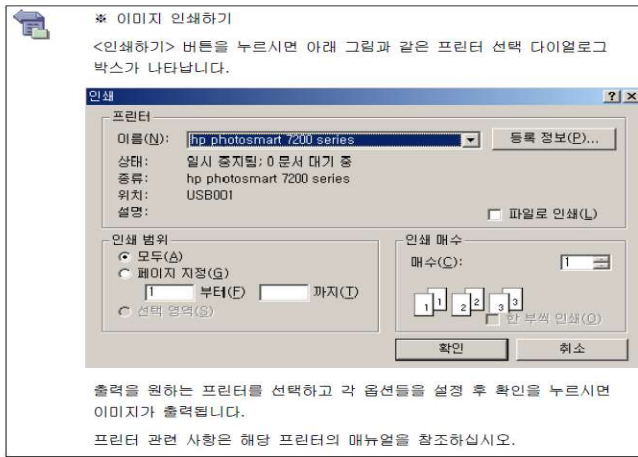 ※ 이미지 인쇄하기
<인쇄하기> 버튼을 누르시면 아래 그림과 같은 프린터 선택 다이얼로그
박스가 나타납니다.
인쇄
프린터
이름(N): hp photosmart 7200 series 등록 정보(P)...
상태: 일시 중지됨; 0 문서 대기 중
종류: hp photosmart 7200 series
위치: USB001
설명: 파일로 인쇄(L)
인쇄 범위
모두(A)
페이지 지정(G)
1 부터(F) 까지(T)
선택 영역(S)
인쇄 매수
매수(C): 1
1 1 2 2 3 3
한 부씩 인쇄(O)
확인 취소
출력을 원하는 프린터를 선택하고 각 옵션들을 설정 후 확인을 누르시면
이미지가 출력됩니다.
프린터 관련 사항은 해당 프린터의 매뉴얼을 참조하십시오.